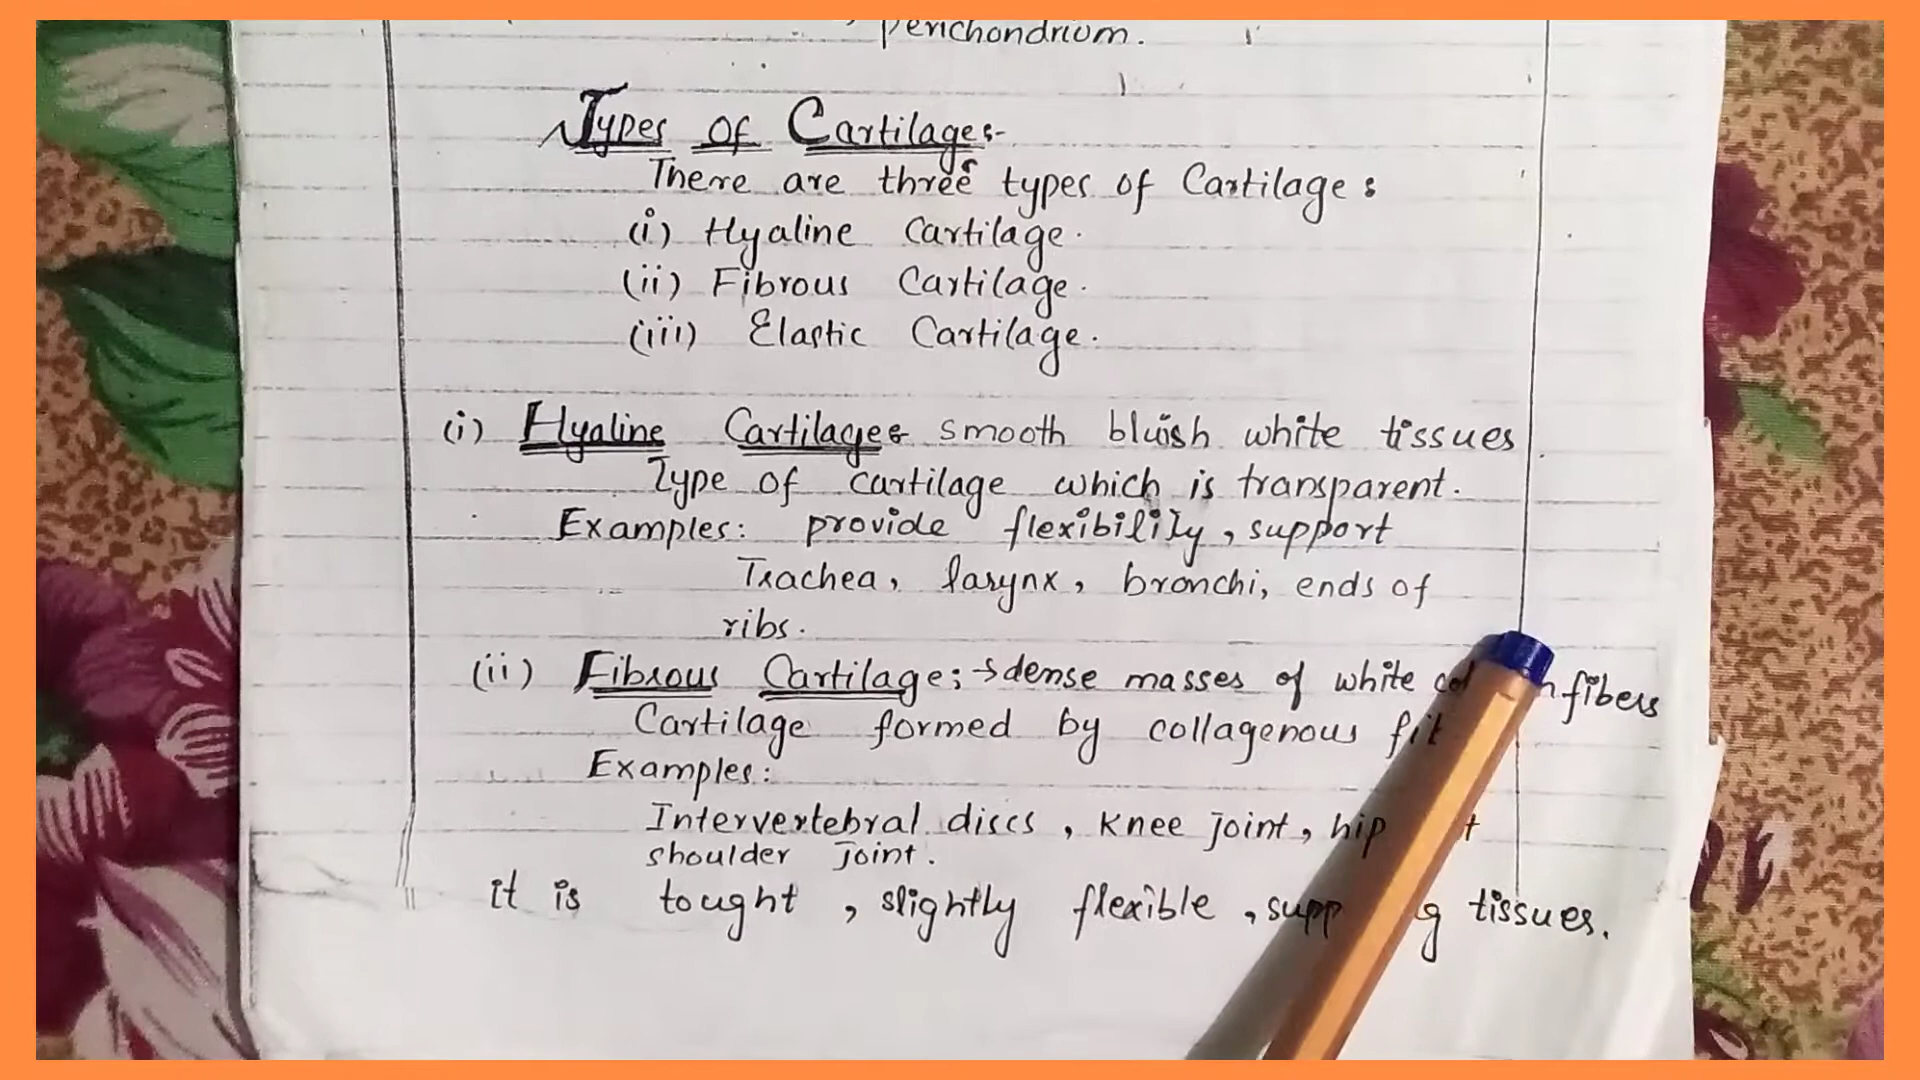 perichondrium.
Types of Cartilages-
There are three types of Cartilage:
(i) Hyaline Cartilage.
(ii) Fibrous Cartilage.
(iii) Elastic Cartilage.
(i) Hyaline Cartilage: smooth bluish white tissues
Type of cartilage which is transparent.
Examples: provide flexibility, support
Trachea, larynx, bronchi, ends of
ribs.
(ii) Fibrous Cartilage: → dense masses of white fibers
Cartilage formed by collagenous
Examples:
Intervertebral discs, Knee joint, hip
shoulder joint.
it is tought, slightly flexible, tissues.